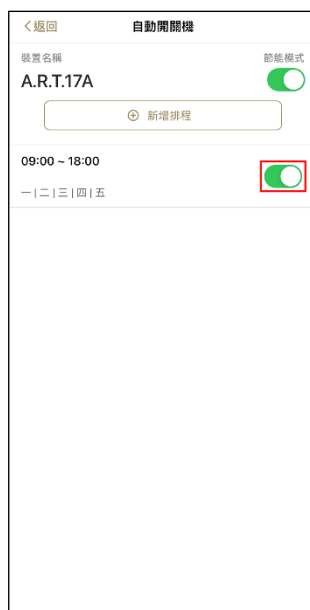 返回
自動開關機
裝置名稱
節能模式
A.R.T.17A
新增排程
09:00 ~ 18:00
一 | 二 | 三 | 四 | 五